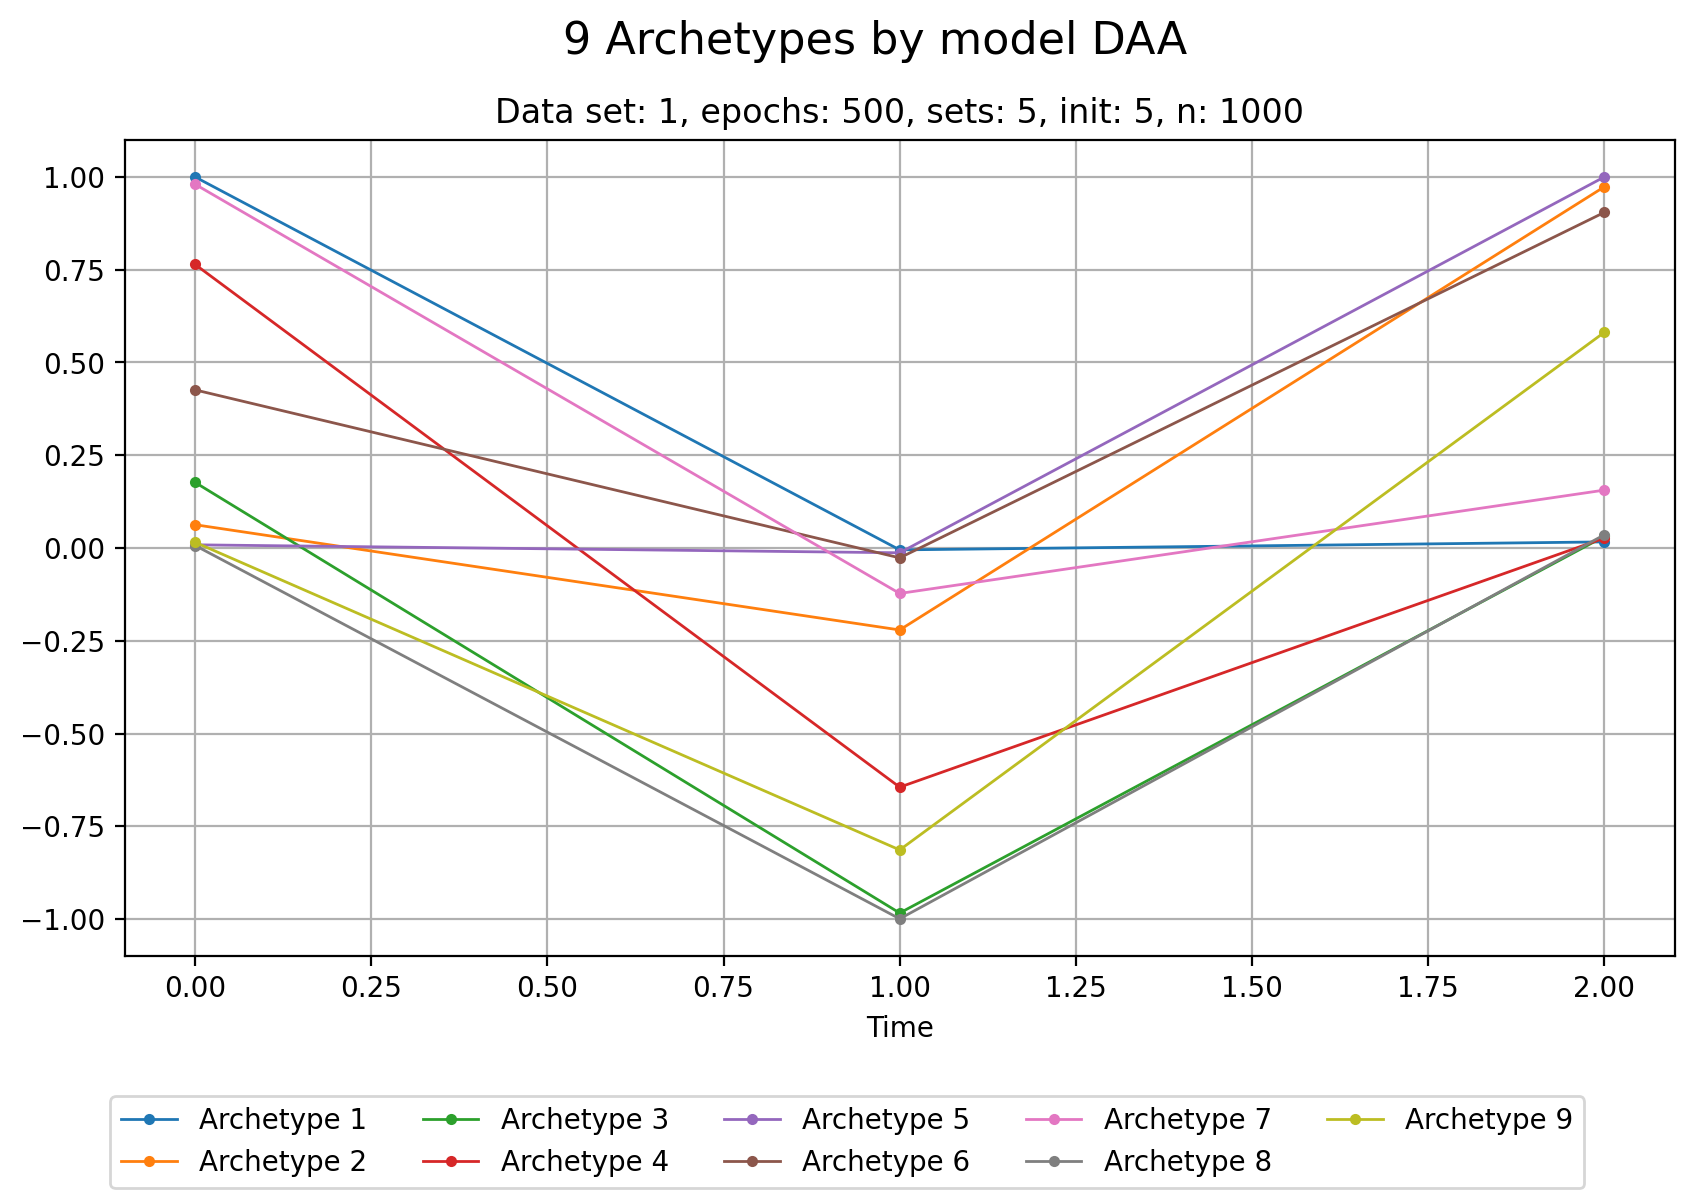 9 Archetypes by model DAA
Data set: 1, epochs: 500, sets: 5, init: 5, n: 1000
1.00
0.75
0.50
0.25
0.00
−0.25
−0.50
−0.75
−1.00
0.00 0.25 0.50 0.75 1.00 1.25 1.50 1.75 2.00
Time
Archetype 1 Archetype 3 Archetype 5 Archetype 7 Archetype 9
Archetype 2 Archetype 4 Archetype 6 Archetype 8